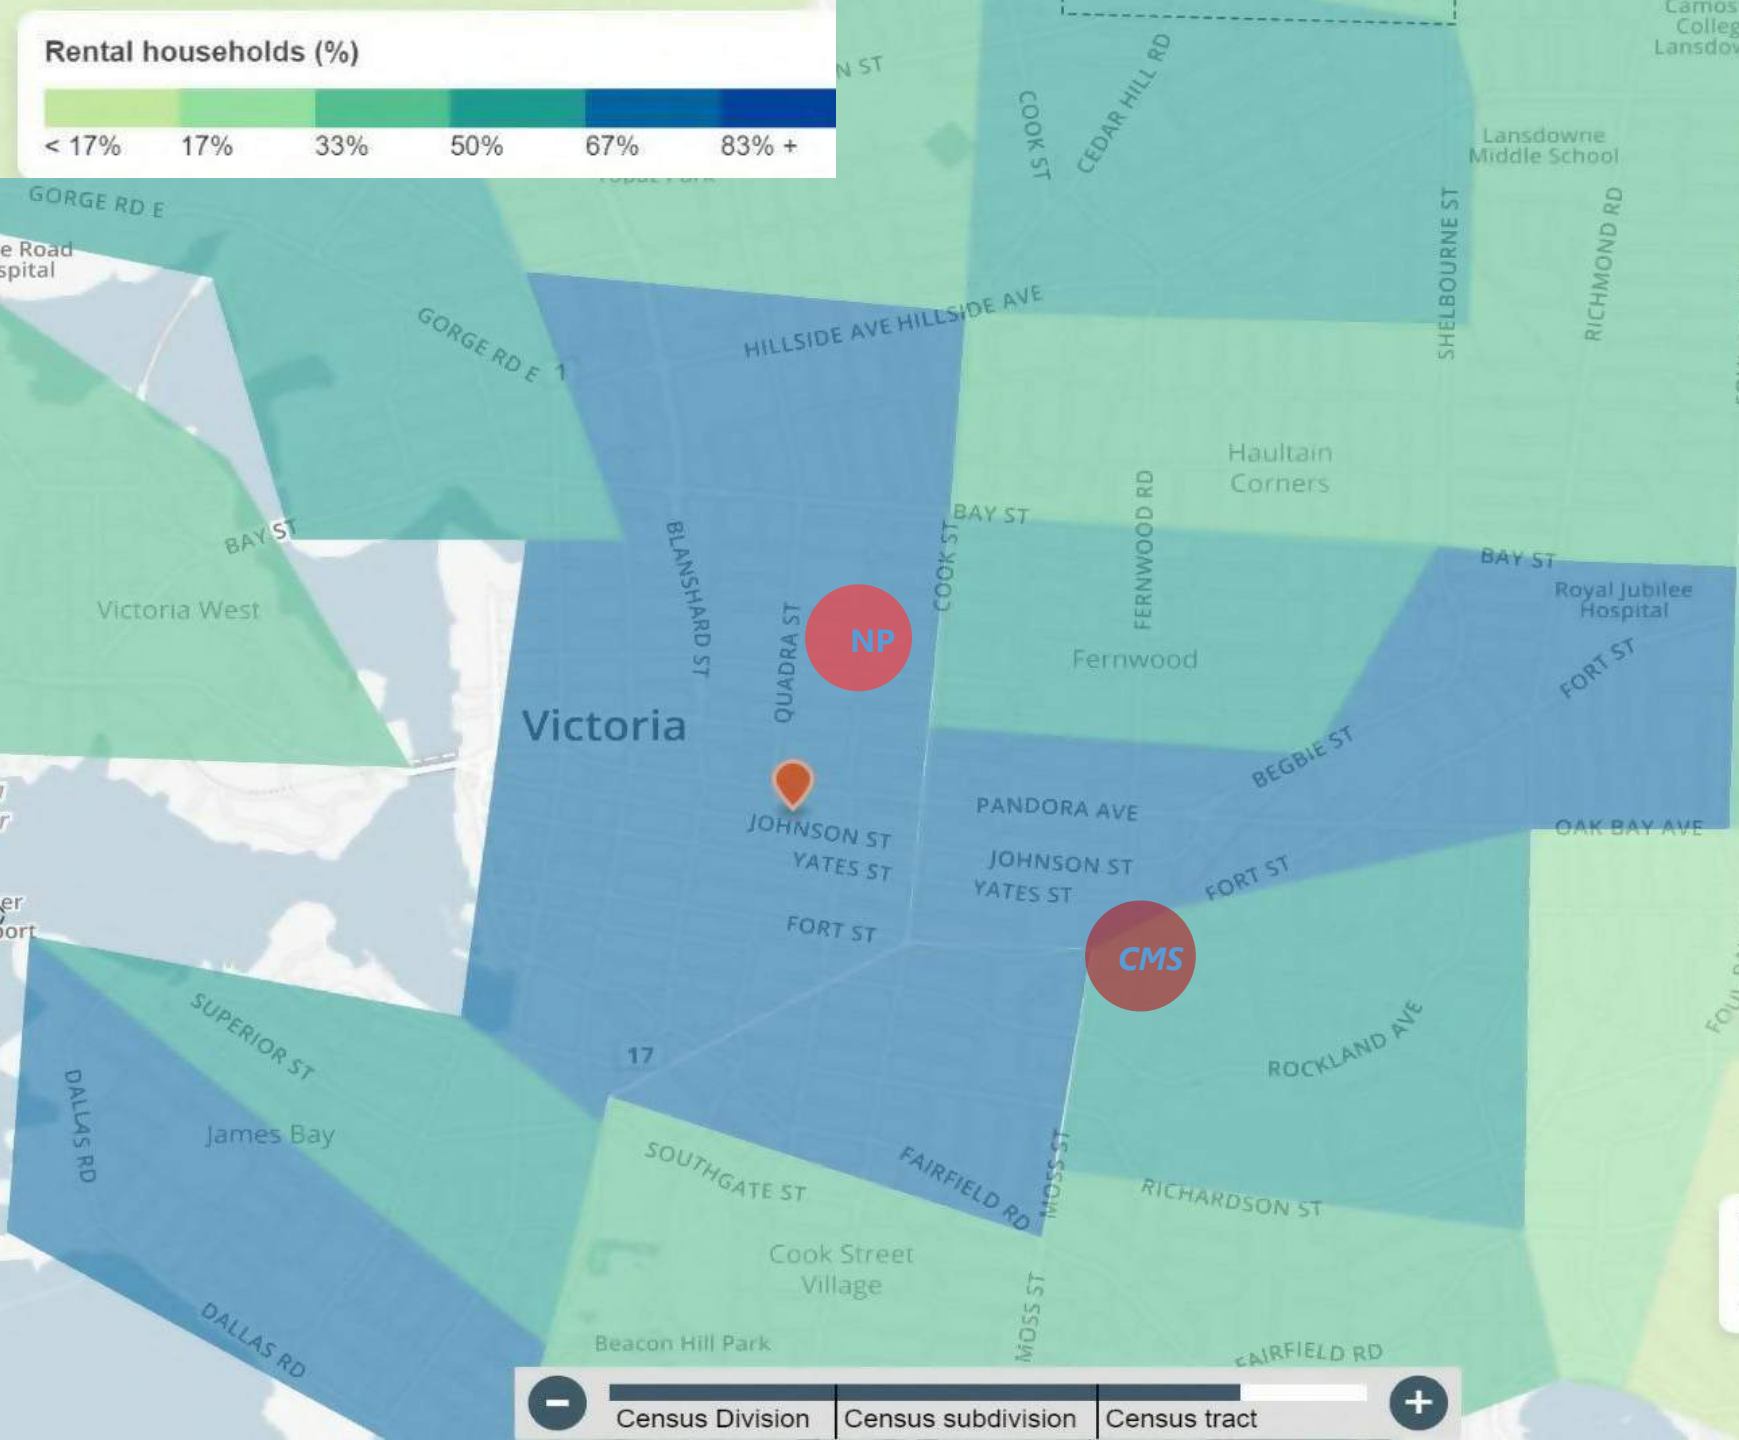 Rental households (%)
< 17%
17%
33%
50%
67%
83% +
N ST
COOK ST
CEDAR HILL RD
Lansdowne
Middle School
SHELBOURNE ST
RICHMOND RD
GORGE RD E
e Road
spital
GORGE RD E
1
HILLSIDE AVE
HILLSIDE AVE
Haultain
Corners
BAY ST
BAY ST
BAY ST
FERNWOOD RD
COOK ST
BLANSHARD ST
Royal Jubilee
Hospital
Victoria West
QUADRA ST
NP
Fernwood
FORT ST
Victoria
BEGBIE ST
PANDORA AVE
JOHNSON ST
YATES ST
JOHNSON ST
YATES ST
OAK BAY AVE
FORT ST
FORT ST
er
port
CMS
SUPERIOR ST
17
ROCKLAND AVE
DALLAS RD
James Bay
SOUTHGATE ST
FAIRFIELD RD
MOSS ST
RICHARDSON ST
Cook Street
Village
MOSS ST
DALLAS RD
Beacon Hill Park
FAIRFIELD RD
−
Census Division
Census subdivision
Census tract
+